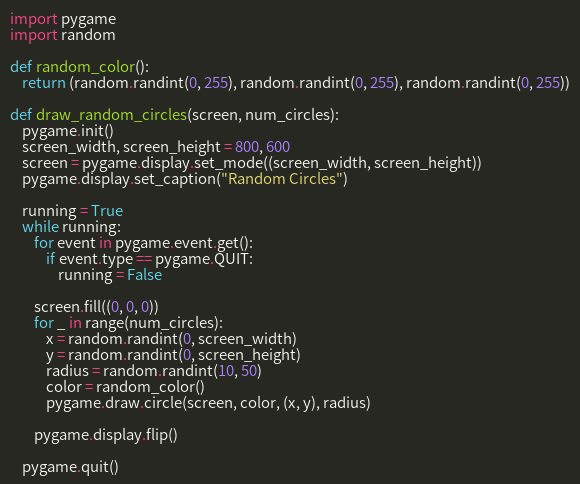 import pygame
import random

def random_color():
    return (random.randint(0, 255), random.randint(0, 255), random.randint(0, 255))

def draw_random_circles(screen, num_circles):
    pygame.init()
    screen_width, screen_height = 800, 600
    screen = pygame.display.set_mode((screen_width, screen_height))
    pygame.display.set_caption("Random Circles")

    running = True
    while running:
        for event in pygame.event.get():
            if event.type == pygame.QUIT:
                running = False

        screen.fill((0, 0, 0))
        for _ in range(num_circles):
            x = random.randint(0, screen_width)
            y = random.randint(0, screen_height)
            radius = random.randint(10, 50)
            color = random_color()
            pygame.draw.circle(screen, color, (x, y), radius)

        pygame.display.flip()

    pygame.quit()